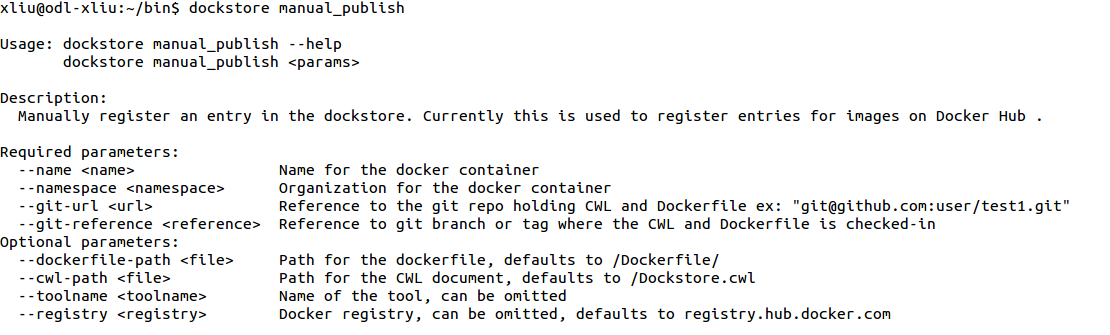 xliu@odl-xliu:~/bin$ dockstore manual_publish
Usage: dockstore manual_publish --help
       dockstore manual_publish <params>
Description:
  Manually register an entry in the dockstore. Currently this is used to register entries for images on Docker Hub .
Required parameters:
  --name <name>                Name for the docker container
  --namespace <namespace>      Organization for the docker container
  --git-url <url>              Reference to the git repo holding CWL and Dockerfile ex: "git@github.com:user/test1.git"
  --git-reference <reference>  Reference to git branch or tag where the CWL and Dockerfile is checked-in
Optional parameters:
  --dockerfile-path <file>     Path for the dockerfile, defaults to /Dockerfile/
  --cwl-path <file>            Path for the CWL document, defaults to /Dockstore.cwl
  --toolname <toolname>        Name of the tool, can be omitted
  --registry <registry>        Docker registry, can be omitted, defaults to registry.hub.docker.com